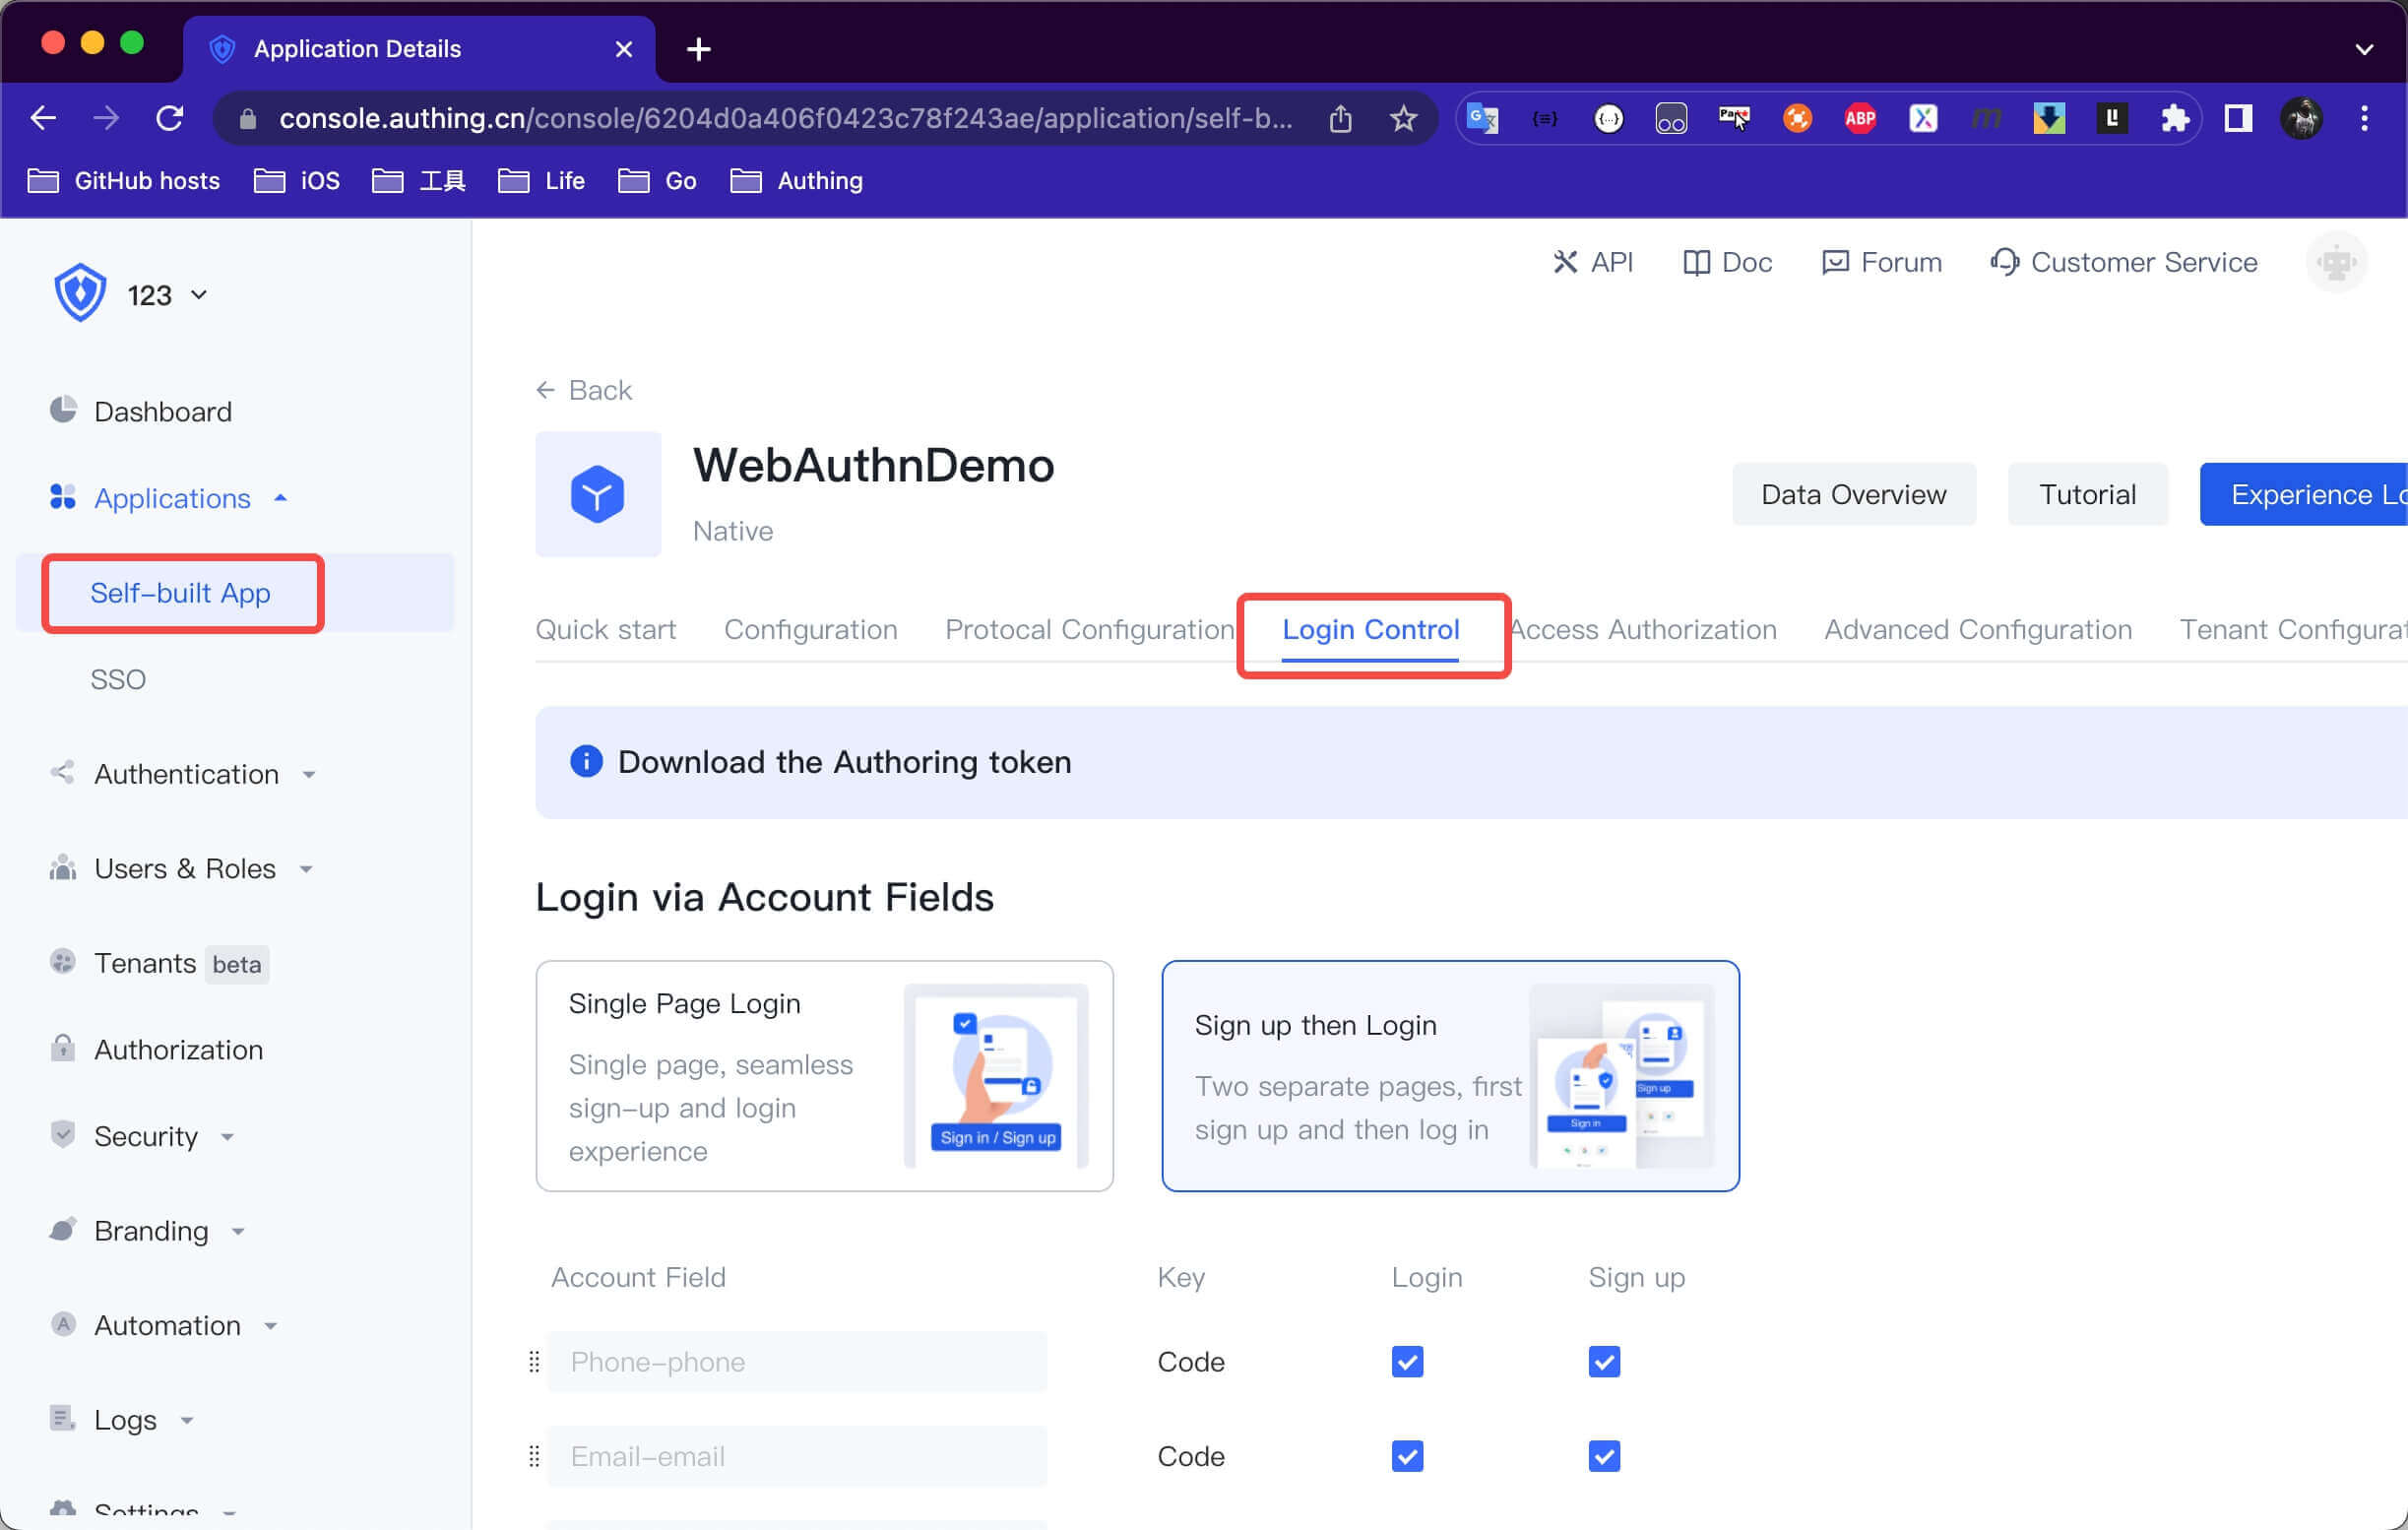 Application Details
console.authing.cn/console/6204d0a406f0423c78f243ae/application/self-b...
GitHub hosts
iOS
工具
Life
Go
Authing
123
API
Doc
Forum
Customer Service
Dashboard
Applications
Self-built App
SSO
Authentication
Users & Roles
Tenants beta
Authorization
Security
Branding
Automation
Logs
Settings
Back
WebAuthnDemo
Native
Data Overview
Tutorial
Experience Lo
Quick start
Configuration
Protocal Configuration
Login Control
Access Authorization
Advanced Configuration
Tenant Configurat
Download the Authoring token
Login via Account Fields
Single Page Login
Single page, seamless
sign-up and login
experience
Sign in / Sign up
Sign up then Login
Two separate pages, first
sign up and then log in
Sign up
Sign in
Account Field
Key
Login
Sign up
Phone-phone
Code
Email-email
Code